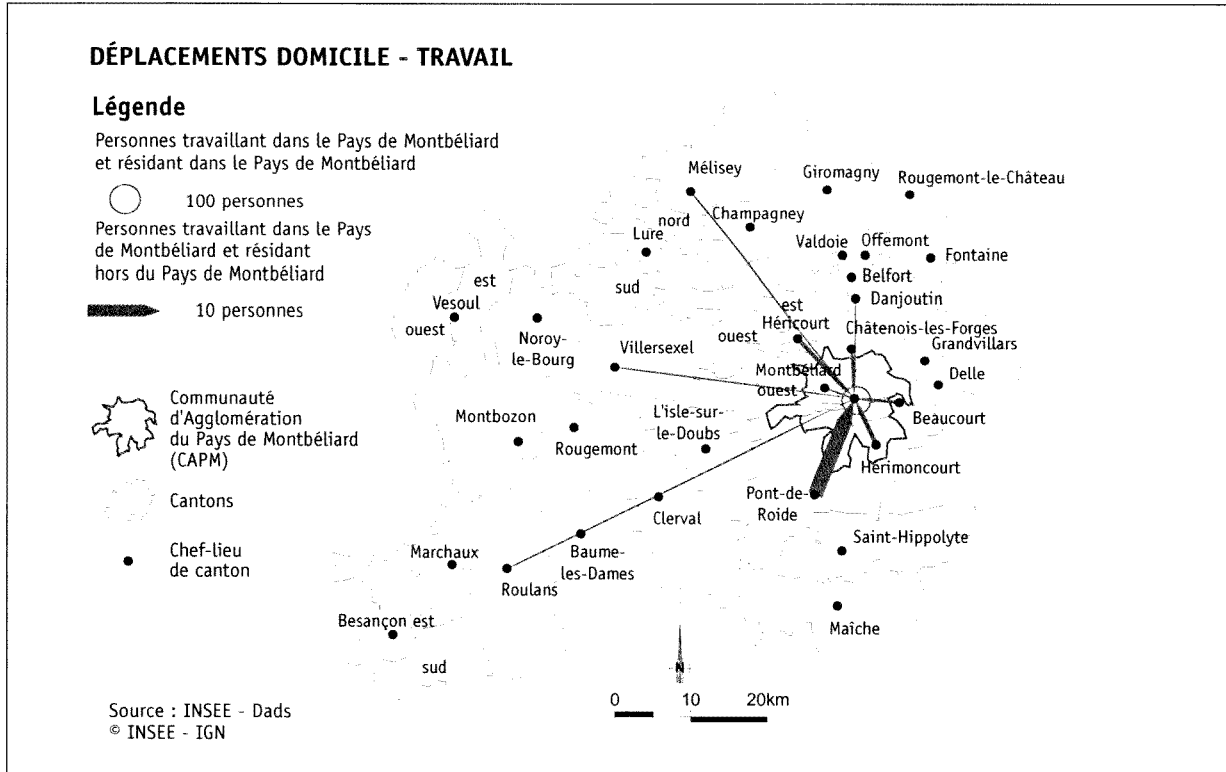 DÉPLACEMENTS DOMICILE - TRAVAIL
Légende
Personnes travaillant dans le Pays de Montbéliard
et résidant dans le Pays de Montbéliard
100 personnes
Personnes travaillant dans le Pays
de Montbéliard et résidant
hors du Pays de Montbéliard
10 personnes
Communauté
d'Agglomération
du Pays de Montbéliard
(CAPM)
Cantons
Chef-lieu
de canton
Mélisey
Giromagny
Rougemont-le-Château
nord
Champagney
Lure
Valdoie
Offemont
Fontaine
Belfort
est
sud
Danjoutin
Vesoul
est
ouest
Héricourt
Châtenois-les-Forges
ouest
Noroy-
le-Bourg
Villersexel
Grandvillars
Montbéliard
Delle
ouest
Beaucourt
Montbozon
L'isle-sur-
le-Doubs
Rougemont
Hérimoncourt
Pont-de-
Roide
Clerval
Saint-Hippolyte
Marchaux
Baume-
les-Dames
Roulans
Maîche
Besançon est
sud
N
0 10 20km
Source : INSEE - Dads
© INSEE - IGN